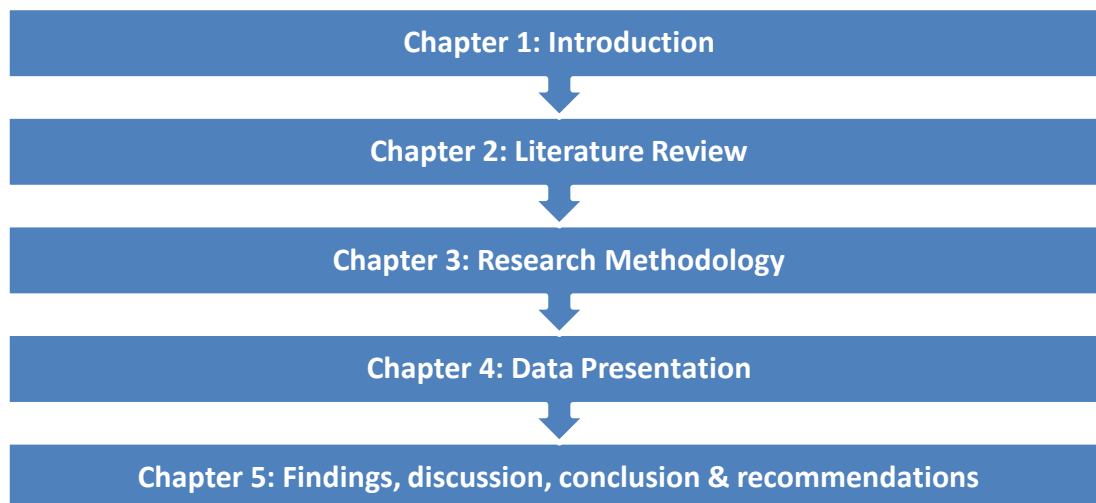 Chapter 1: Introduction
Chapter 2: Literature Review
Chapter 3: Research Methodology
Chapter 4: Data Presentation
Chapter 5: Findings, discussion, conclusion & recommendations